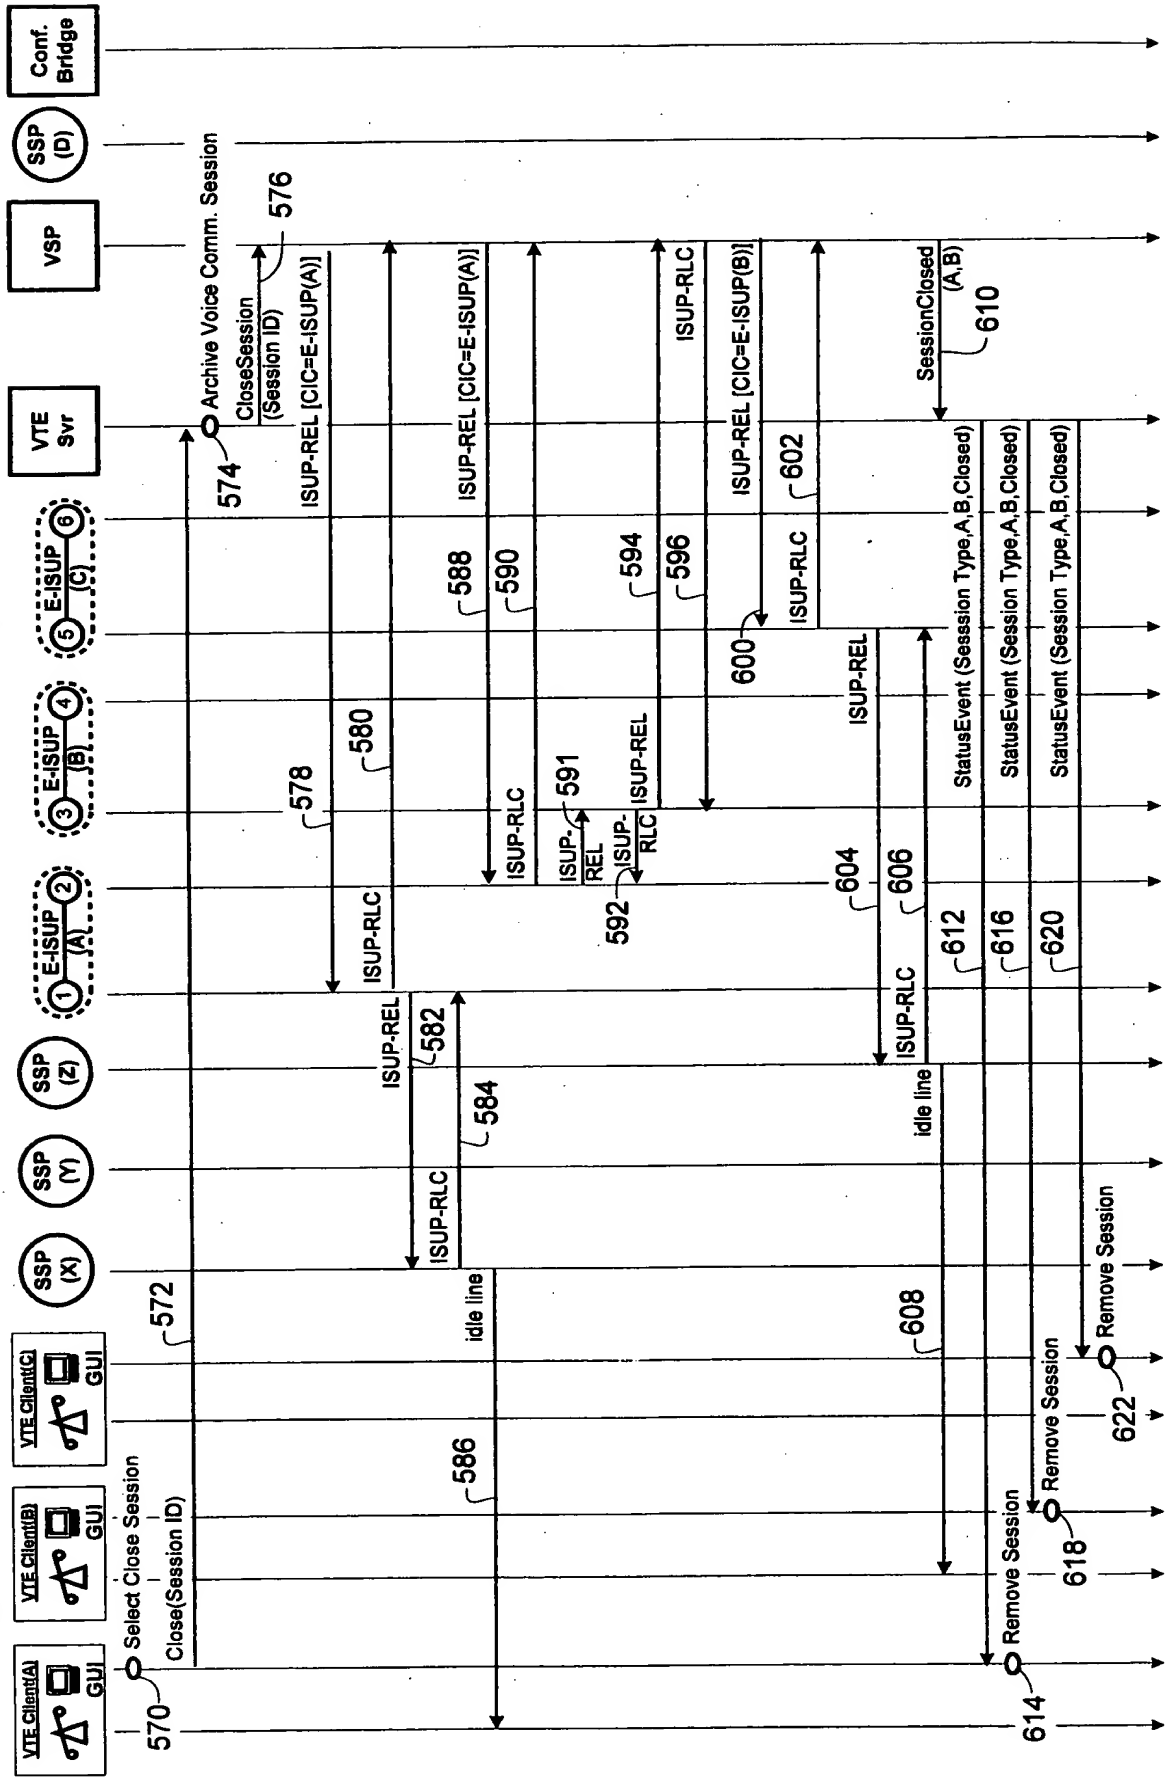 VTE Client(A)
GUI
VTE Client(B)
GUI
VTE Client(C)
GUI
SSP
(X)
SSP
(Y)
SSP
(Z)
1
E-ISUP
(A)
2
3
E-ISUP
(B)
4
5
E-ISUP
(C)
6
VTE
Svr
VSP
SSP
(D)
Conf.
Bridge
570
Select Close Session
Close(Session ID)
572
574
Archive Voice Comm. Session
CloseSession
(Session ID)
576
ISUP-REL [CIC=E-ISUP(A)]
578
ISUP-RLC
580
ISUP-REL
582
ISUP-RLC
584
idle line
586
ISUP-REL [CIC=E-ISUP(A)]
588
ISUP-RLC
590
ISUP-
REL
591
ISUP-
RLC
592
ISUP-REL
594
ISUP-RLC
596
ISUP-REL [CIC=E-ISUP(B)]
600
ISUP-RLC
602
ISUP-REL
604
ISUP-RLC
606
idle line
608
SessionClosed
(A,B)
610
StatusEvent (Session Type,A,B,Closed)
612
Remove Session
614
StatusEvent (Session Type,A,B,Closed)
616
Remove Session
618
StatusEvent (Session Type,A,B,Closed)
620
Remove Session
622